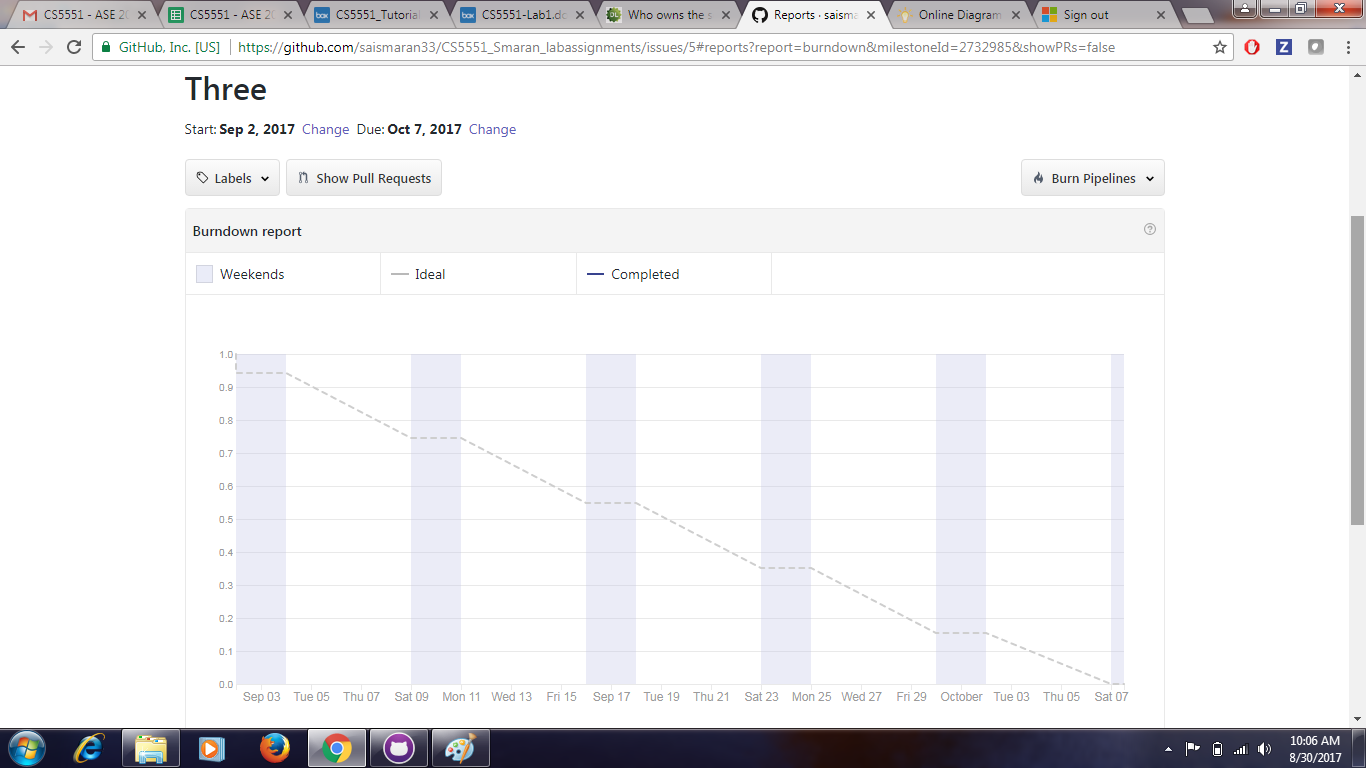 CS5551 - ASE 20
CS5551 - ASE 20
CS5551_Tutorial
CS5551-Lab1.do
Who owns the s
Reports · saisma
Online Diagram
Sign out
GitHub, Inc. [US]
https://github.com/saismaran33/CS5551_Smaran_labassignments/issues/5#reports?report=burndown&milestoneId=2732985&showPRs=false
Three
Start: Sep 2, 2017 Change Due: Oct 7, 2017 Change
Labels
Show Pull Requests
Burn Pipelines
Burndown report
Weekends
Ideal
Completed
1.0
0.9
0.8
0.7
0.6
0.5
0.4
0.3
0.2
0.1
0.0
Sep 03 Tue 05 Thu 07 Sat 09 Mon 11 Wed 13 Fri 15 Sep 17 Tue 19 Thu 21 Sat 23 Mon 25 Wed 27 Fri 29 October Tue 03 Thu 05 Sat 07
10:06 AM
8/30/2017